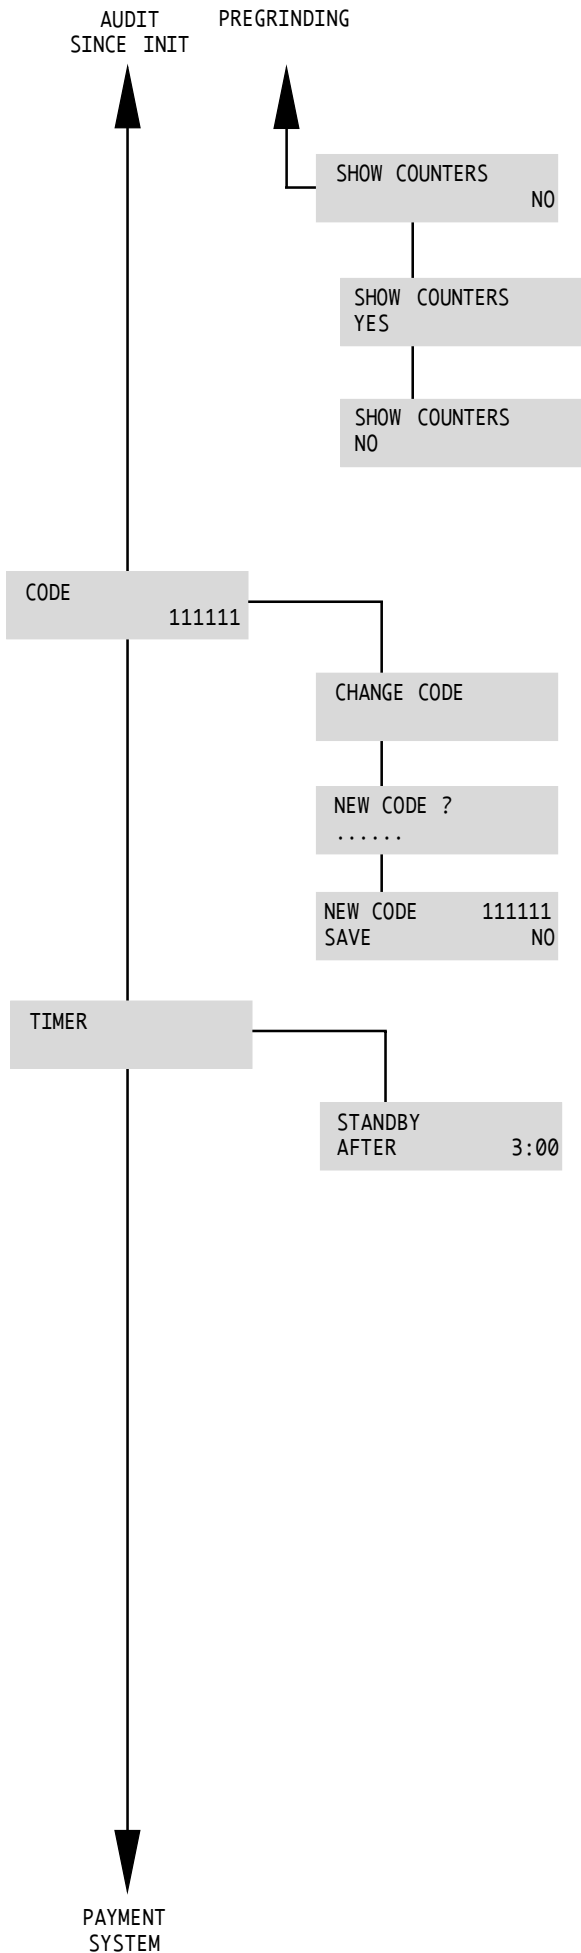 AUDIT
SINCE INIT
PREGRINDING
SHOW COUNTERS
NO
SHOW COUNTERS
YES
SHOW COUNTERS
NO
CODE
111111
CHANGE CODE
NEW CODE ?
......
NEW CODE 111111
SAVE NO
TIMER
STANDBY
AFTER 3:00
PAYMENT
SYSTEM